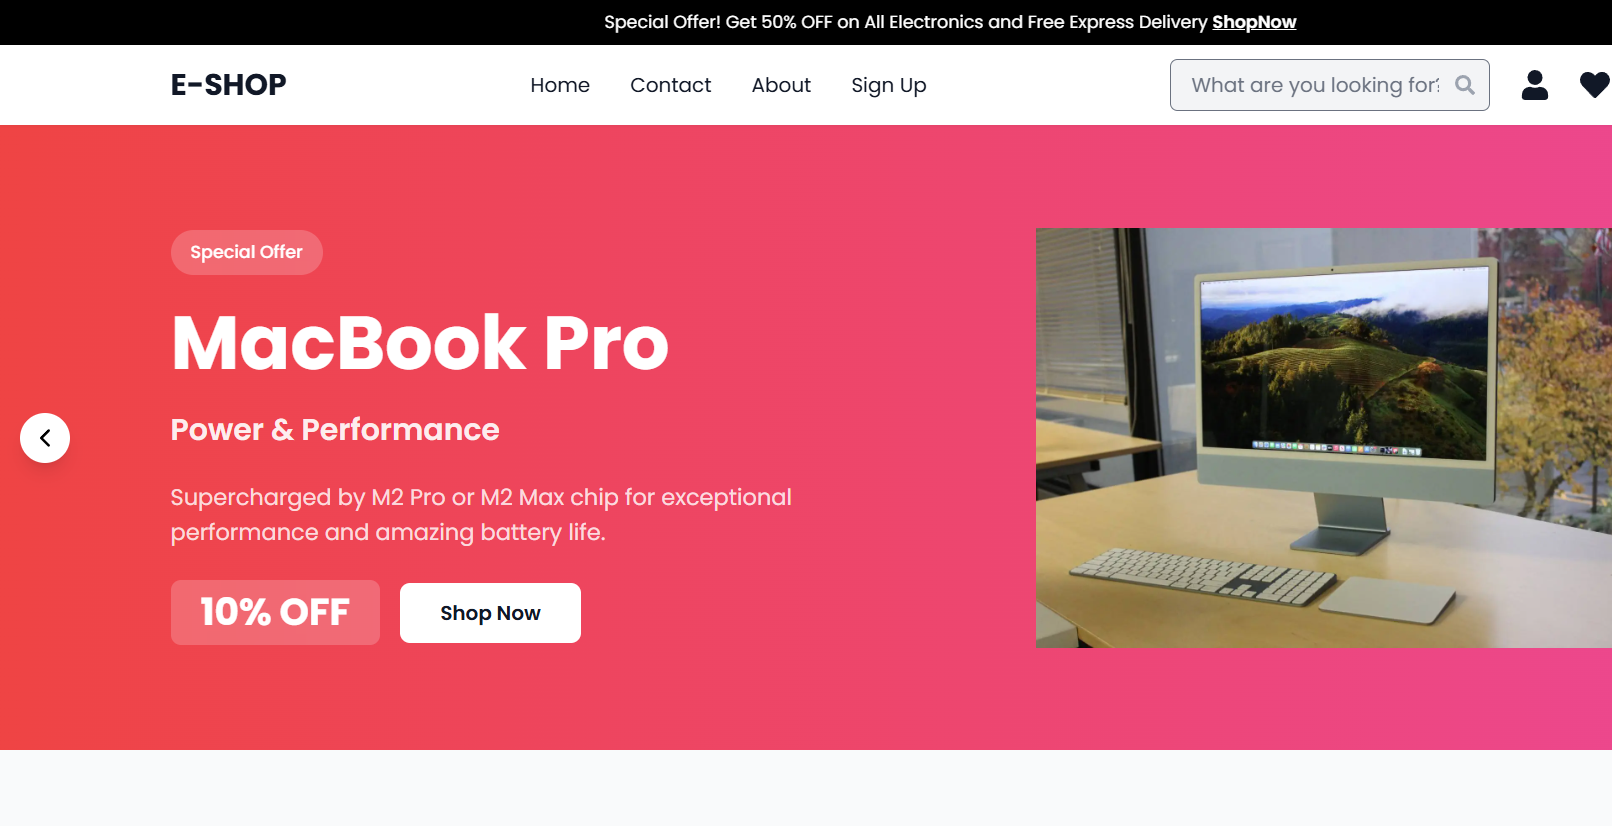 Special Offer! Get 50% OFF on All Electronics and Free Express Delivery ShopNow
E-SHOP
Home Contact About Sign Up
What are you looking for?
Special Offer
MacBook Pro
Power & Performance
Supercharged by M2 Pro or M2 Max chip for exceptional
performance and amazing battery life.
10% OFF
Shop Now